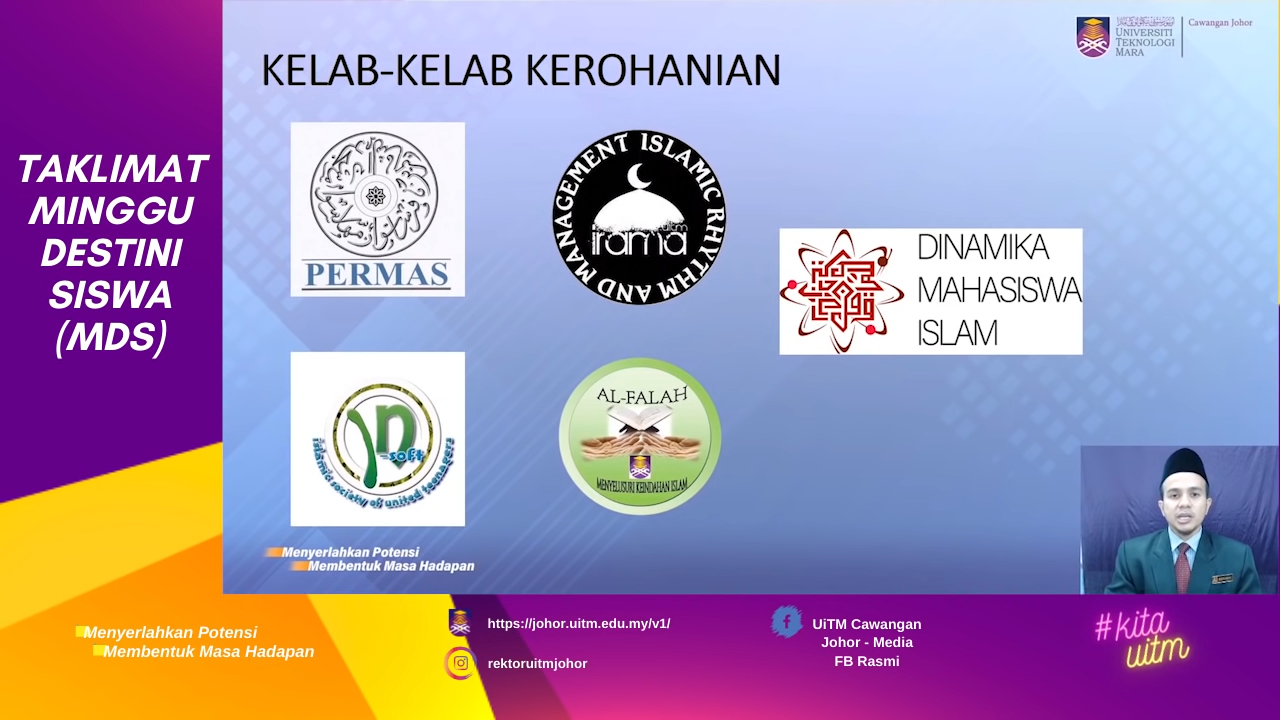 TAKLIMAT
MINGGU
DESTINI
SISWA
(MDS)
KELAB-KELAB KEROHANIAN
UNIVERSITI
TEKNOLOGI
MARA
Cawangan Johor
PERMAS
MANAGEMENT ISLAMIC RHYTHM AND
irama
DINAMIKA
MAHASISWA
ISLAM
soft
islamic society of united teenagers
AL-FALAH
MENYELUSURI KEINDAHAN ISLAM
Menyerlahkan Potensi
Membentuk Masa Hadapan
Menyerlahkan Potensi
Membentuk Masa Hadapan
https://johor.uitm.edu.my/v1/
rektoruitmjohor
UiTM Cawangan
Johor - Media
FB Rasmi
#kita
uitm